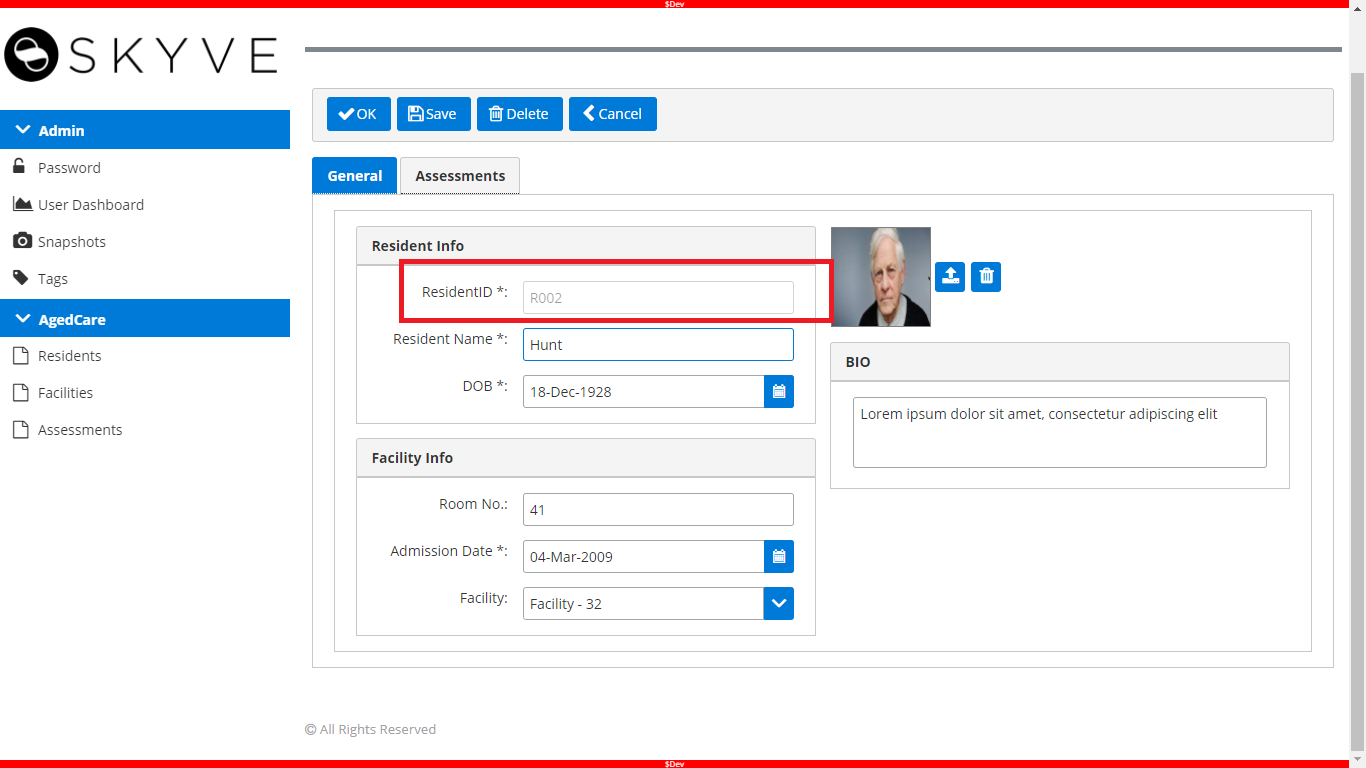 $Dev
SKYVE
OK Save Delete Cancel
Admin
Password
User Dashboard
Snapshots
Tags
AgedCare
Residents
Facilities
Assessments
General Assessments
Resident Info
ResidentID *: R002
Resident Name *: Hunt
DOB *: 18-Dec-1928
Facility Info
Room No.: 41
Admission Date *: 04-Mar-2009
Facility: Facility - 32
BIO
Lorem ipsum dolor sit amet, consectetur adipiscing elit
© All Rights Reserved
$Dev